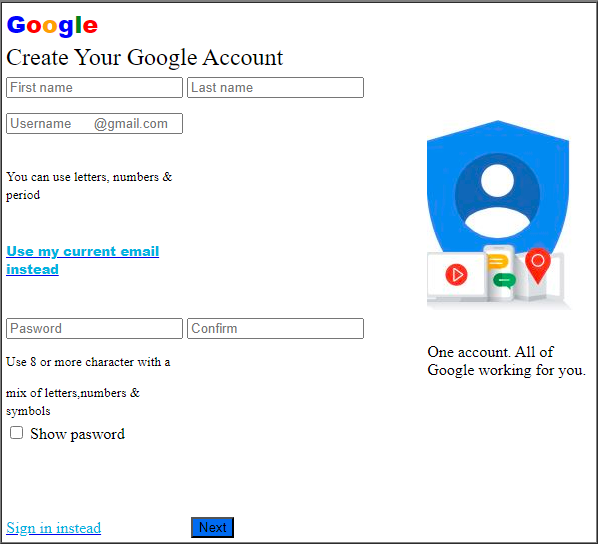 Google
Create Your Google Account
First name Last name
Username @gmail.com
You can use letters, numbers &
period
Use my current email
instead
Pasword Confirm
Use 8 or more character with a
mix of letters,numbers &
symbols
Show pasword
One account. All of
Google working for you.
Sign in instead Next